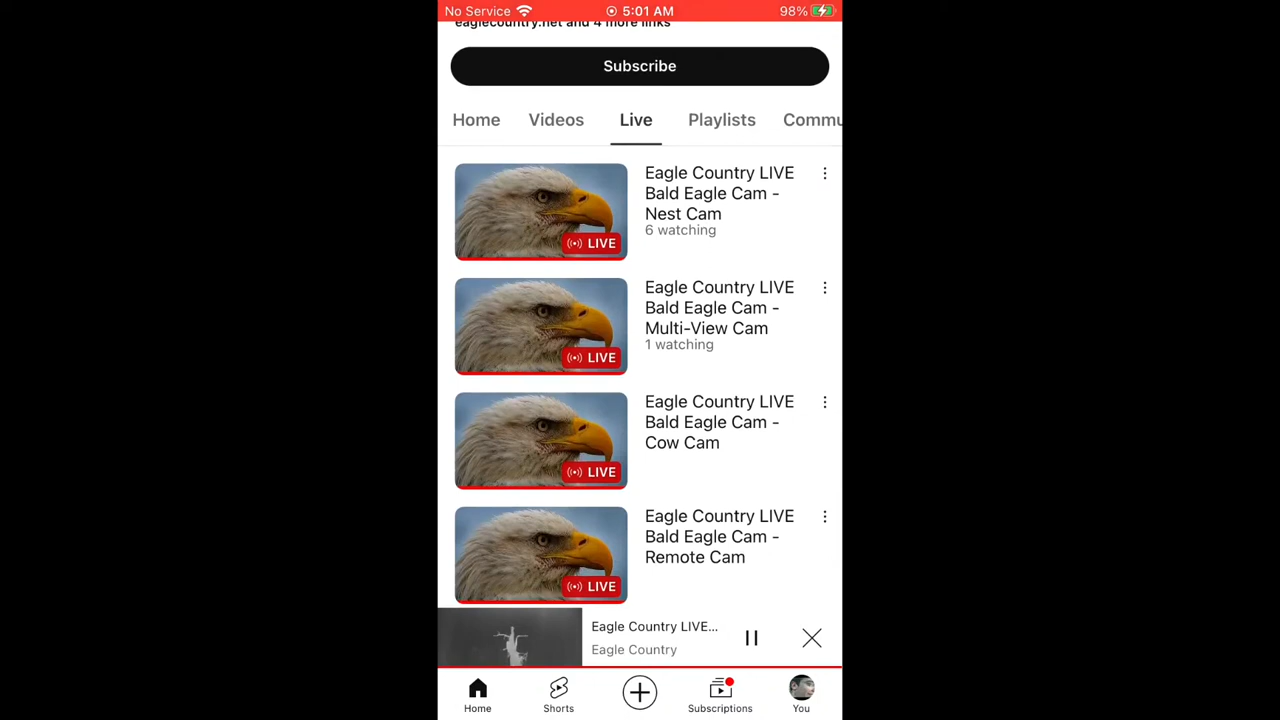 No Service 5:01 AM 98%
eaglecountry.net and 4 more links
Subscribe
Home Videos Live Playlists Commu
Eagle Country LIVE
Bald Eagle Cam -
Nest Cam
6 watching
LIVE
Eagle Country LIVE
Bald Eagle Cam -
Multi-View Cam
1 watching
LIVE
Eagle Country LIVE
Bald Eagle Cam -
Cow Cam
LIVE
Eagle Country LIVE
Bald Eagle Cam -
Remote Cam
LIVE
Eagle Country LIVE...
Eagle Country
Home Shorts Subscriptions You